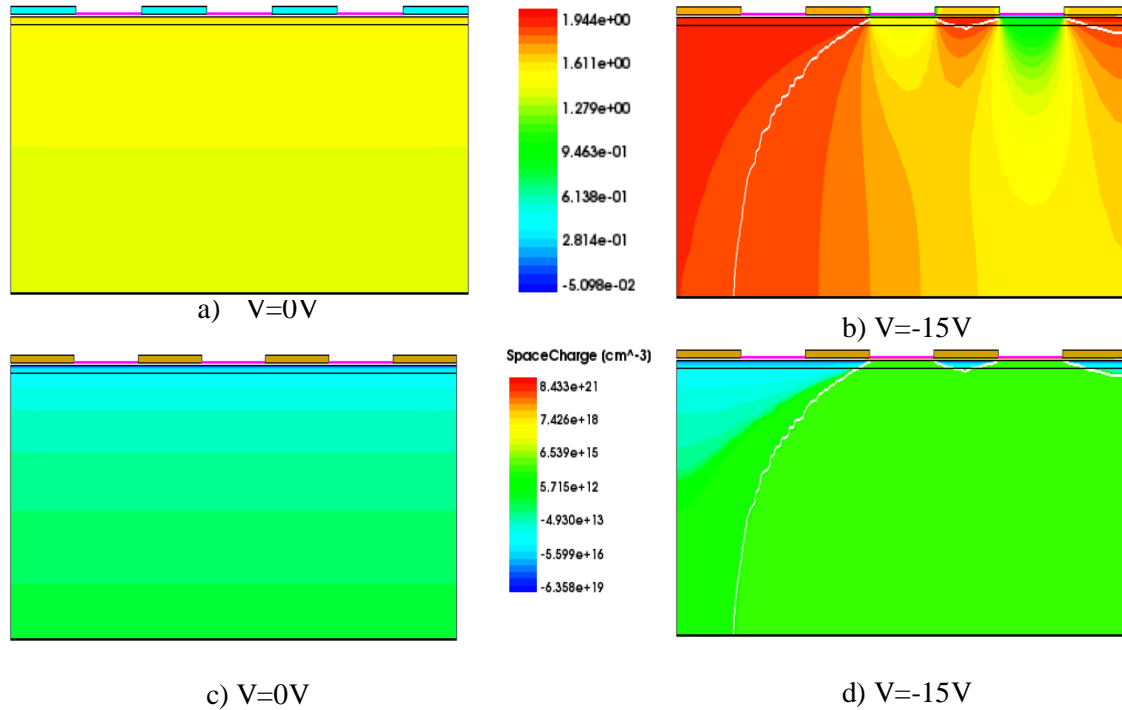 1.944e+00
1.611e+00
1.279e+00
9.463e-01
6.138e-01
2.814e-01
-5.098e-02
a) V=0V
b) V=-15V
SpaceCharge (cm^-3)
8.433e+21
7.426e+18
6.539e+15
5.715e+12
-4.930e+13
-5.599e+16
-6.358e+19
c) V=0V
d) V=-15V